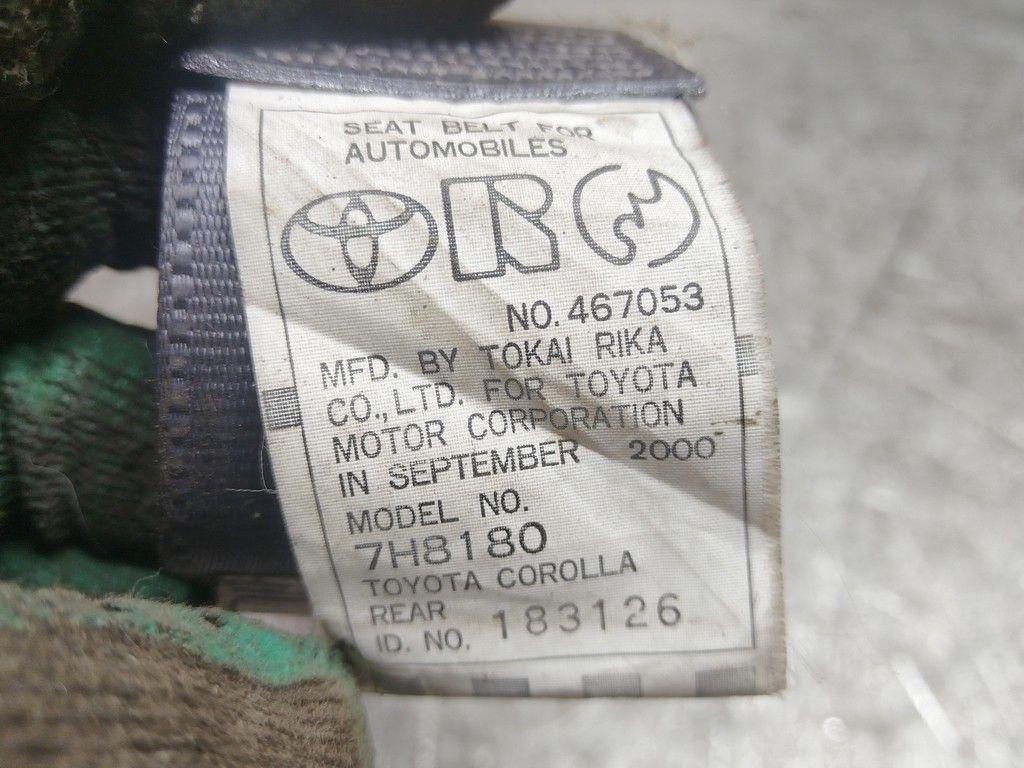 SEAT BELT FOR
AUTOMOBILES
NO. 467053
MFD. BY TOKAI RIKA
CO., LTD. FOR TOYOTA
MOTOR CORPORATION
IN SEPTEMBER 2000
MODEL NO.
7H8180
TOYOTA COROLLA
REAR
ID. NO. 183126